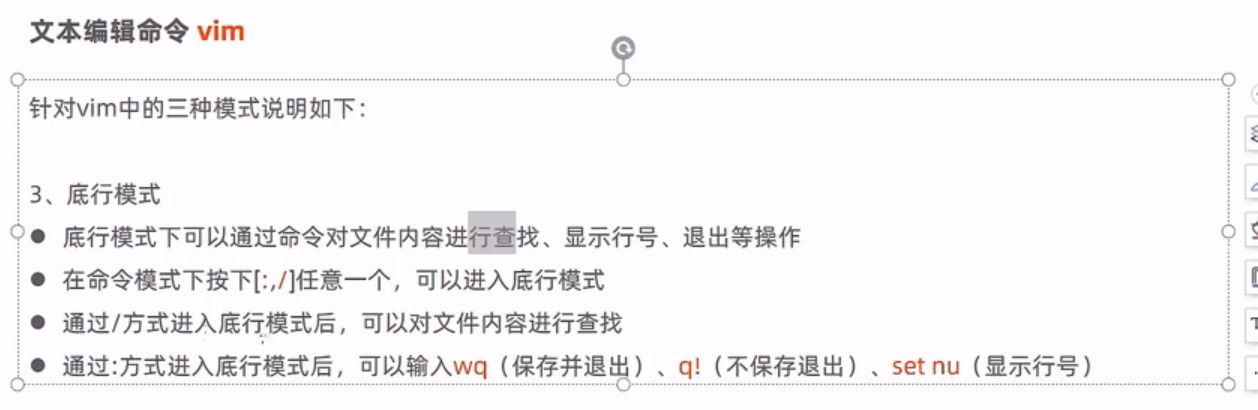 文本编辑命令 vim
针对vim中的三种模式说明如下：
3、底行模式
● 底行模式下可以通过命令对文件内容进行查找、显示行号、退出等操作
● 在命令模式下按下[:,/]任意一个，可以进入底行模式
● 通过/方式进入底行模式后，可以对文件内容进行查找
● 通过:方式进入底行模式后，可以输入wq（保存并退出）、q!（不保存退出）、set nu（显示行号）